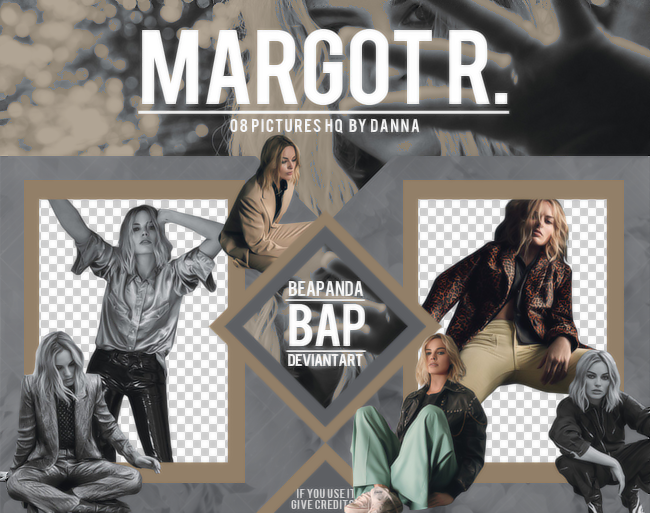 MARGOT R.
08 PICTURES HQ BY DANNA
BEAPANDA
BAP
DEVIANTART
IF YOU USE IT
GIVE CREDITS